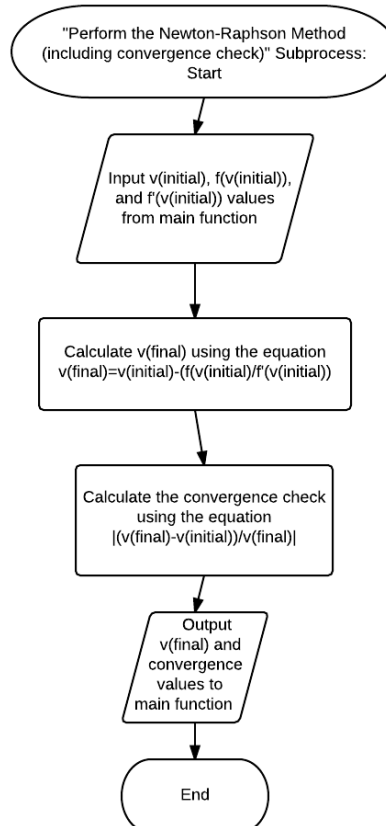 "Perform the Newton-Raphson Method
(including convergence check)" Subprocess:
Start
Input v(initial), f(v(initial)),
and f'(v(initial)) values
from main function
Calculate v(final) using the equation
v(final)=v(initial)-(f(v(initial)/f'(v(initial))
Calculate the convergence check
using the equation
|(v(final)-v(initial))/v(final)|
Output
v(final) and
convergence
values to
main function
End